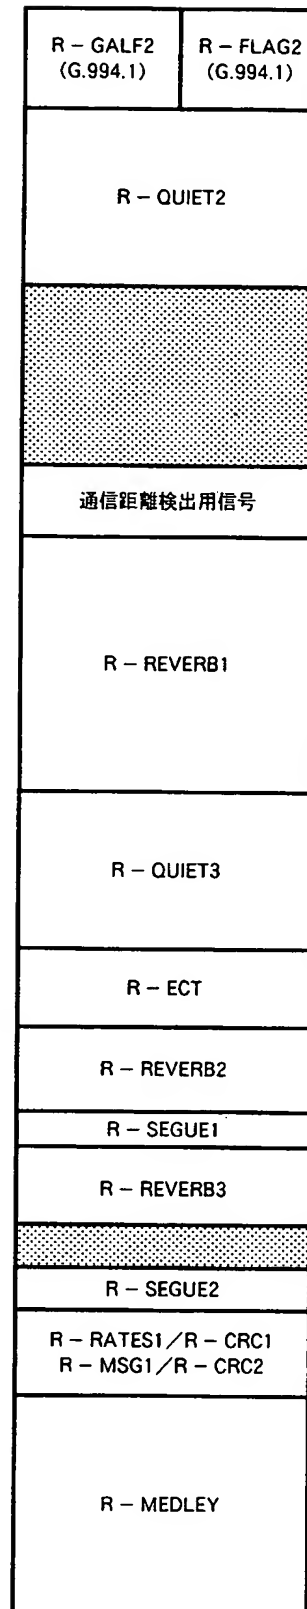 R − GALF2
(G.994.1)
R − FLAG2
(G.994.1)
R − QUIET2
通信距離検出用信号
R − REVERB1
R − QUIET3
R − ECT
R − REVERB2
R − SEGUE1
R − REVERB3
R − SEGUE2
R − RATES1／R − CRC1
R − MSG1／R − CRC2
R − MEDLEY